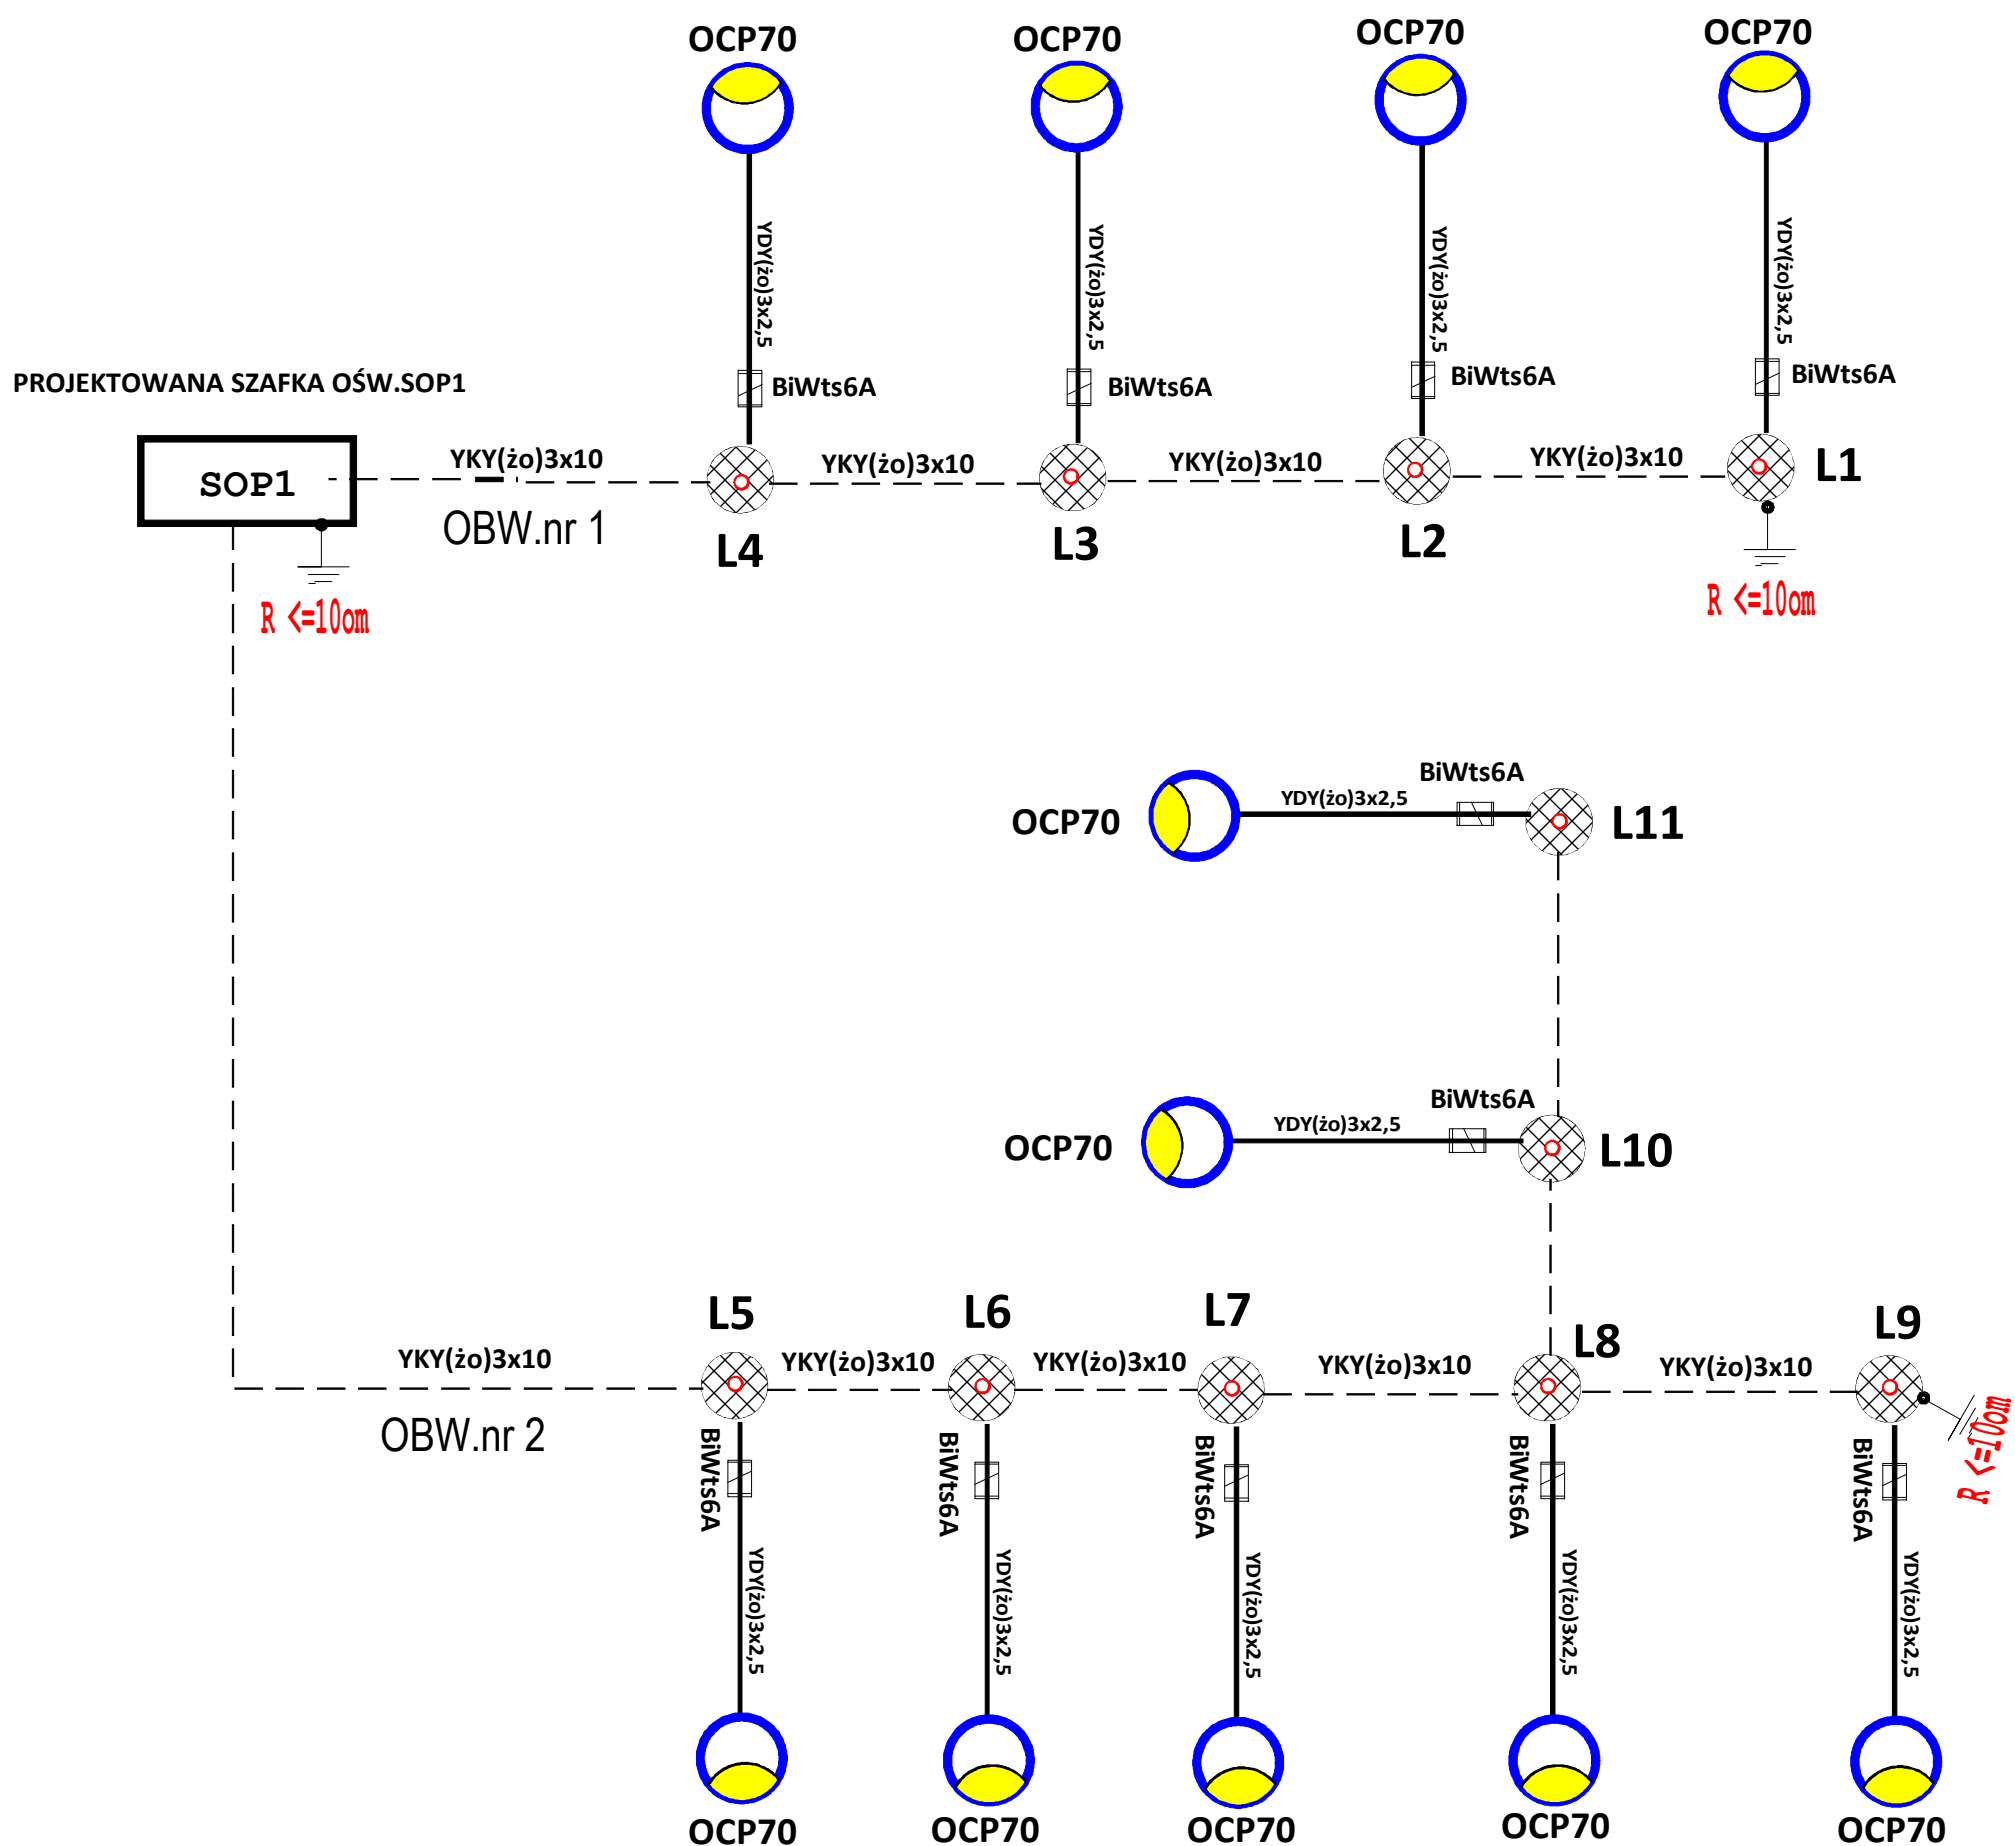 OCP70
OCP70
OCP70
OCP70
YDY(żo)3x2,5
YDY(żo)3x2,5
YDY(żo)3x2,5
YDY(żo)3x2,5
PROJEKTOWANA SZAFKA OŚW.SOP1
BiWts6A
BiWts6A
BiWts6A
BiWts6A
SOP1
YKY(żo)3x10
YKY(żo)3x10
YKY(żo)3x10
YKY(żo)3x10
L1
OBW.nr 1
L4
L3
L2
R <=10om
R <=10om
BiWts6A
YDY(żo)3x2,5
OCP70
L11
BiWts6A
YDY(żo)3x2,5
OCP70
L10
L5
L6
L7
L8
L9
YKY(żo)3x10
YKY(żo)3x10
YKY(żo)3x10
YKY(żo)3x10
YKY(żo)3x10
OBW.nr 2
R <=10om
BiWts6A
BiWts6A
BiWts6A
BiWts6A
BiWts6A
YDY(żo)3x2,5
YDY(żo)3x2,5
YDY(żo)3x2,5
YDY(żo)3x2,5
YDY(żo)3x2,5
OCP70
OCP70
OCP70
OCP70
OCP70